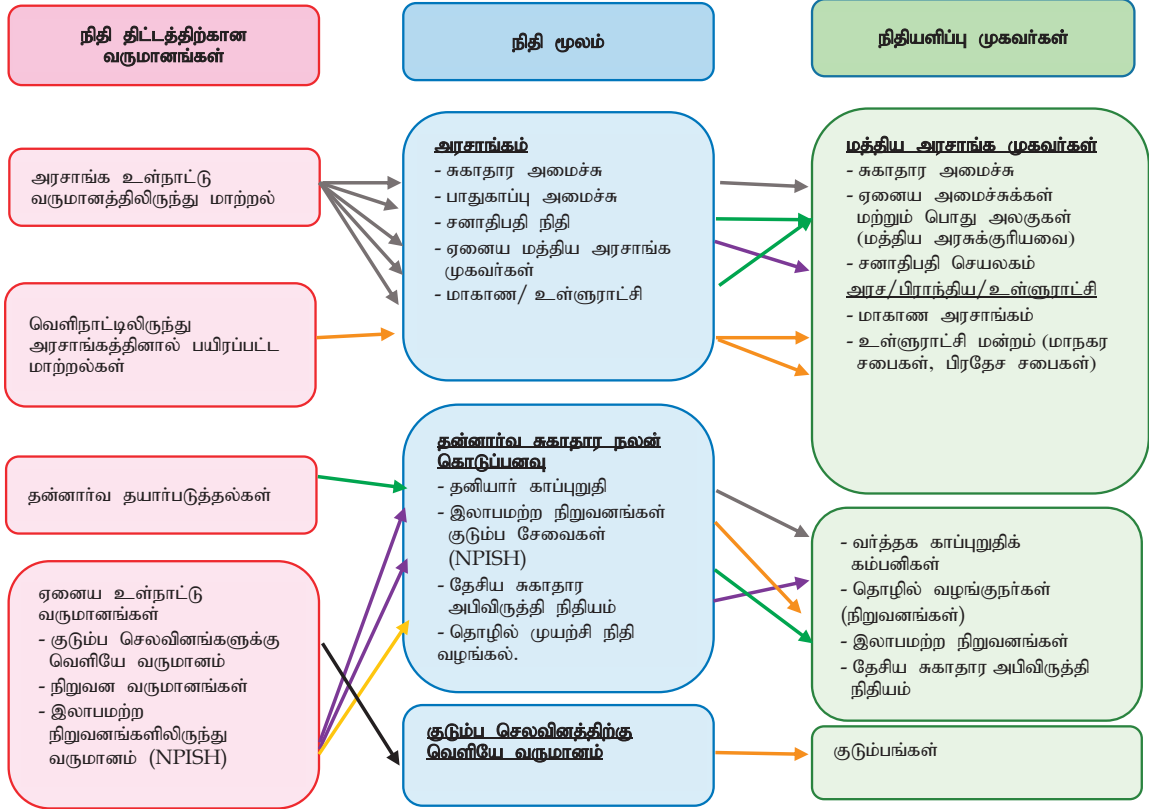 நிதி திட்டத்திற்கான
வருமானங்கள்
அரசாங்க உள்நாட்டு
வருமானத்திலிருந்து மாற்றல்
வெளிநாட்டிலிருந்து
அரசாங்கத்தினால் பயிரப்பட்ட
மாற்றல்கள்
தன்னார்வ தயார்படுத்தல்கள்
ஏனைய உள்நாட்டு
வருமானங்கள்
- குடும்ப செலவினங்களுக்கு
வெளியே வருமானம்
- நிறுவன வருமானங்கள்
- இலாபமற்ற
நிறுவனங்களிலிருந்து
வருமானம் (NPISH)
நிதி மூலம்
அரசாங்கம்
- சுகாதார அமைச்சு
- பாதுகாப்பு அமைச்சு
- சனாதிபதி நிதி
- ஏனைய மத்திய அரசாங்க
முகவர்கள்
- மாகாண/ உள்ளுராட்சி
தன்னார்வ சுகாதார நலன்
கொடுப்பனவு
- தனியார் காப்புறுதி
- இலாபமற்ற நிறுவனங்கள்
குடும்ப சேவைகள்
(NPISH)
- தேசிய சுகாதார
அபிவிருத்தி நிதியம்
- தொழில் முயற்சி நிதி
வழங்கல்.
குடும்ப செலவினத்திற்கு
வெளியே வருமானம்
நிதியளிப்பு முகவர்கள்
மத்திய அரசாங்க முகவர்கள்
- சுகாதார அமைச்சு
- ஏனைய அமைச்சுக்கள்
மற்றும் பொது அலகுகள்
(மத்திய அரசுக்குரியவை)
- சனாதிபதி செயலகம்
அரச/பிராந்திய/உள்ளுராட்சி
- மாகாண அரசாங்கம்
- உள்ளுராட்சி மன்றம் (மாநகர
சபைகள், பிரதேச சபைகள்)
- வர்த்தக காப்புறுதிக்
கம்பனிகள்
- தொழில் வழங்குநர்கள்
(நிறுவனங்கள்)
- இலாபமற்ற நிறுவனங்கள்
- தேசிய சுகாதார அபிவிருத்தி
நிதியம்
குடும்பங்கள்